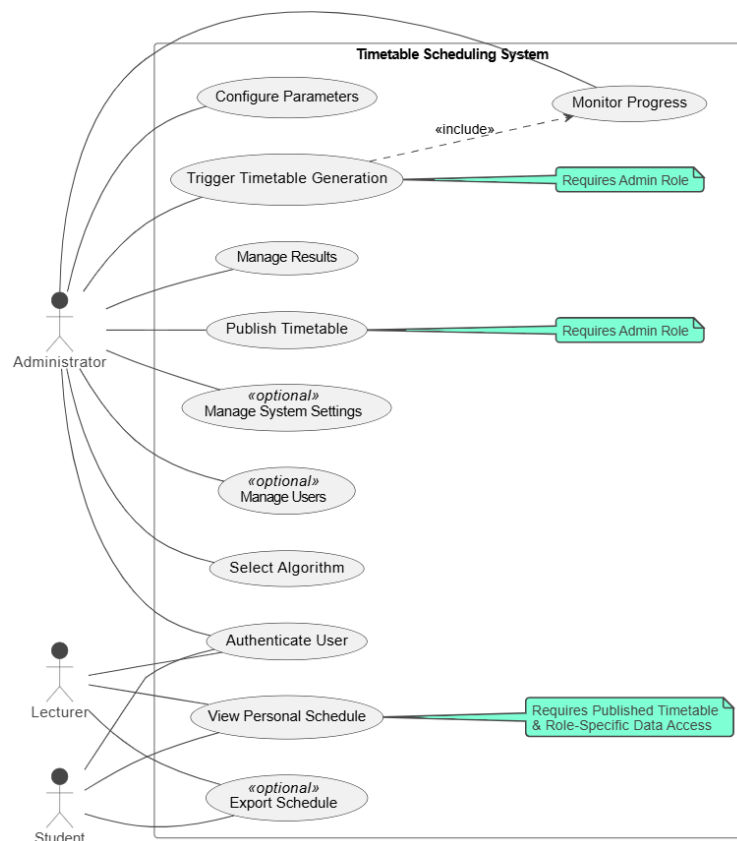 Timetable Scheduling System
Configure Parameters
Monitor Progress
«include»
Trigger Timetable Generation
Requires Admin Role
Manage Results
Publish Timetable
Requires Admin Role
Administrator
«optional»
Manage System Settings
«optional»
Manage Users
Select Algorithm
Authenticate User
Lecturer
View Personal Schedule
Requires Published Timetable
& Role-Specific Data Access
«optional»
Export Schedule
Student